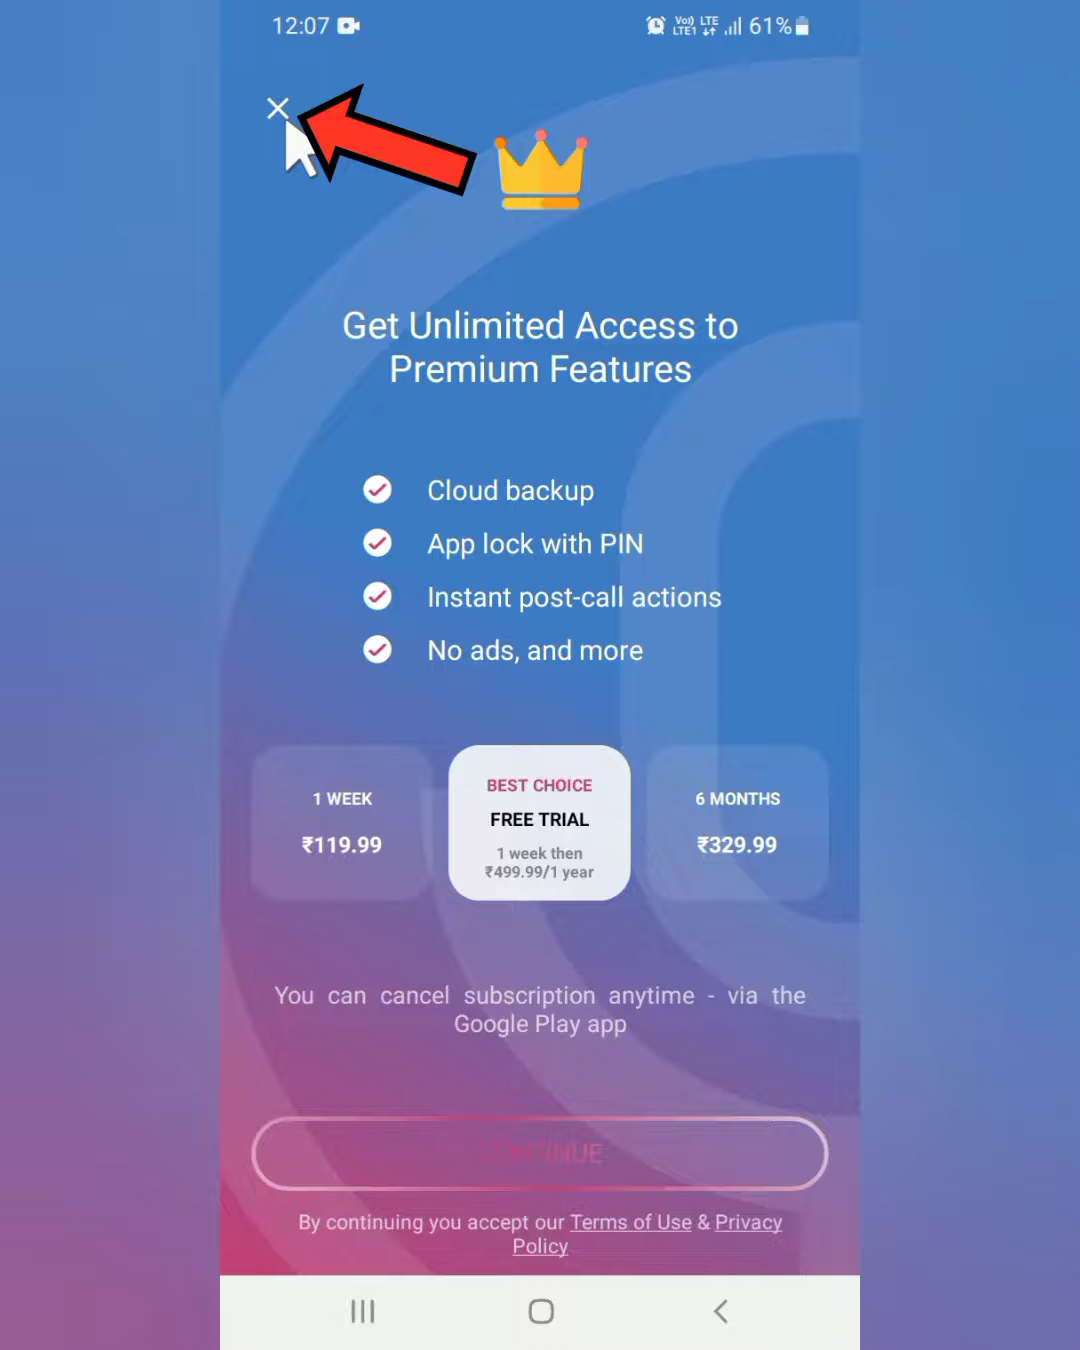 12:07
Vo)) LTE
LTE1
61%
Get Unlimited Access to
Premium Features
Cloud backup
App lock with PIN
Instant post-call actions
No ads, and more
1 WEEK
₹119.99
BEST CHOICE
FREE TRIAL
1 week then
₹499.99/1 year
6 MONTHS
₹329.99
You can cancel subscription anytime - via the
Google Play app
CONTINUE
By continuing you accept our Terms of Use & Privacy
Policy